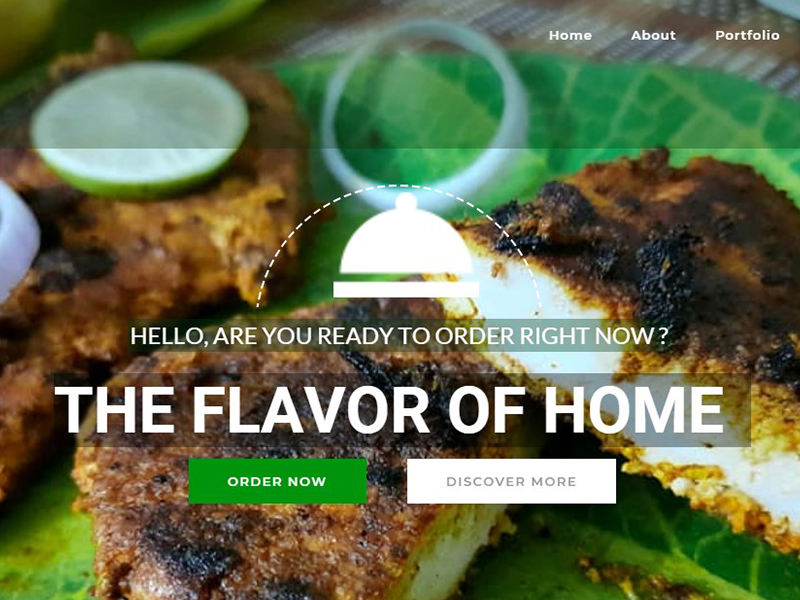 Home About Portfolio
HELLO, ARE YOU READY TO ORDER RIGHT NOW ?
THE FLAVOR OF HOME
ORDER NOW DISCOVER MORE